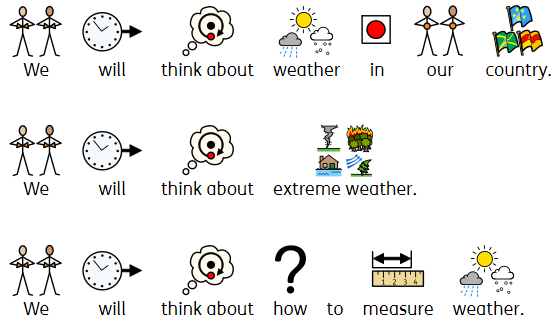 We will think about weather in our country.
We will think about extreme weather.
We will think about how to measure weather.